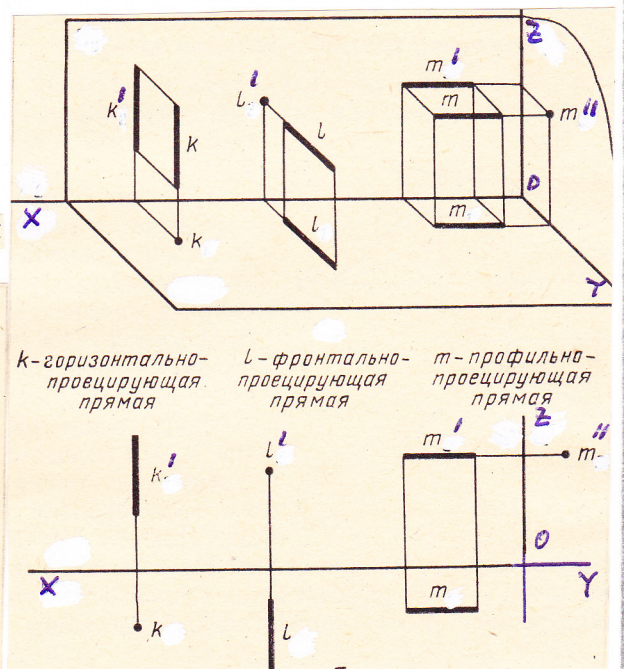 Z
m'
l'
l
k'
m
m"
k
O
m
X
l
k
Y
k-горизонтально-
проецирующая
прямая
l-фронтально-
проецирующая
прямая
m-профильно-
проецирующая
прямая
Z
m'
m"
l'
k'
O
X
Y
m
k
l